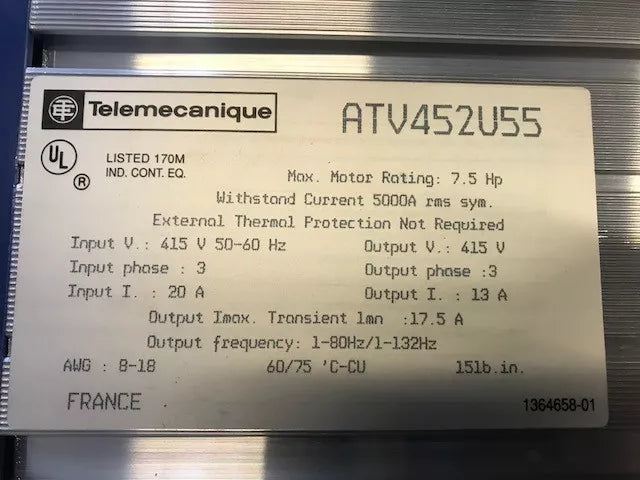 Telemecanique
ATV452U55
UL
®
LISTED 170M
IND. CONT. EQ.
Max. Motor Rating: 7.5 Hp
Withstand Current 5000A rms sym.
External Thermal Protection Not Required
Input V.: 415 V 50-60 Hz Output V.: 415 V
Input phase : 3 Output phase :3
Input I. : 20 A Output I. : 13 A
Output Imax. Transient 1mn :17.5 A
Output frequency: 1-80Hz/1-132Hz
AWG : 8-18 60/75 'C-CU 15lb.in.
FRANCE 1364658-01